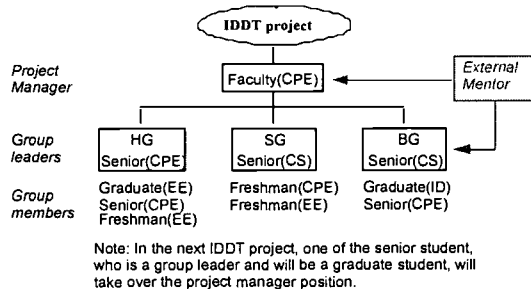 IDDT project
Project
Manager
Faculty(CPE)
External
Mentor
Group
leaders
HG
Senior(CPE)
SG
Senior(CS)
BG
Senior(CS)
Group
members
Graduate(EE)
Senior(CPE)
Freshman(EE)
Freshman(CPE)
Freshman(EE)
Graduate(ID)
Senior(CPE)
Note: In the next IDDT project, one of the senior student,
who is a group leader and will be a graduate student, will
take over the project manager position.